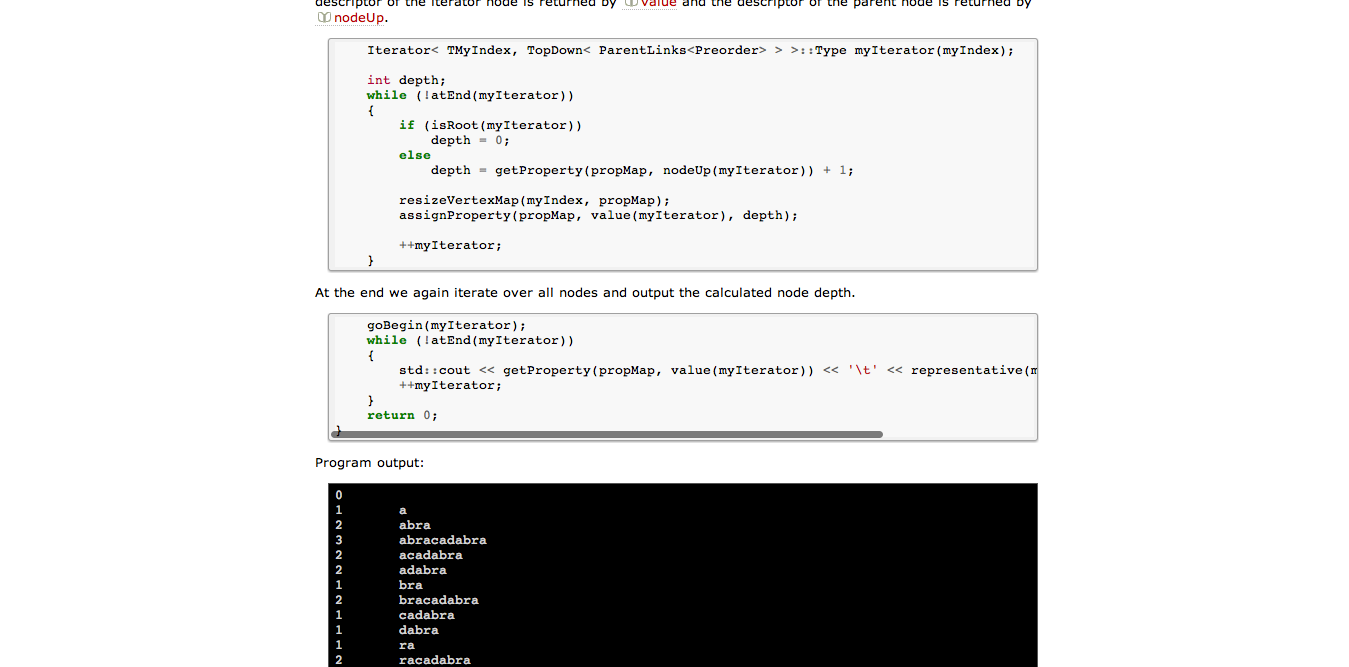 descriptor of the iterator node is returned by value and the descriptor of the parent node is returned by
nodeUp.
Iterator< TMyIndex, TopDown< ParentLinks<Preorder> > >::Type myIterator(myIndex);
int depth;
while (!atEnd(myIterator))
{
if (isRoot(myIterator))
depth = 0;
else
depth = getProperty(propMap, nodeUp(myIterator)) + 1;
resizeVertexMap(myIndex, propMap);
assignProperty(propMap, value(myIterator), depth);
++myIterator;
}
At the end we again iterate over all nodes and output the calculated node depth.
goBegin(myIterator);
while (!atEnd(myIterator))
{
std::cout << getProperty(propMap, value(myIterator)) << '\t' << representative(m
++myIterator;
}
return 0;
}
Program output:
0
1 a
2 abra
3 abracadabra
2 acadabra
2 adabra
1 bra
2 bracadabra
1 cadabra
1 dabra
1 ra
2 racadabra